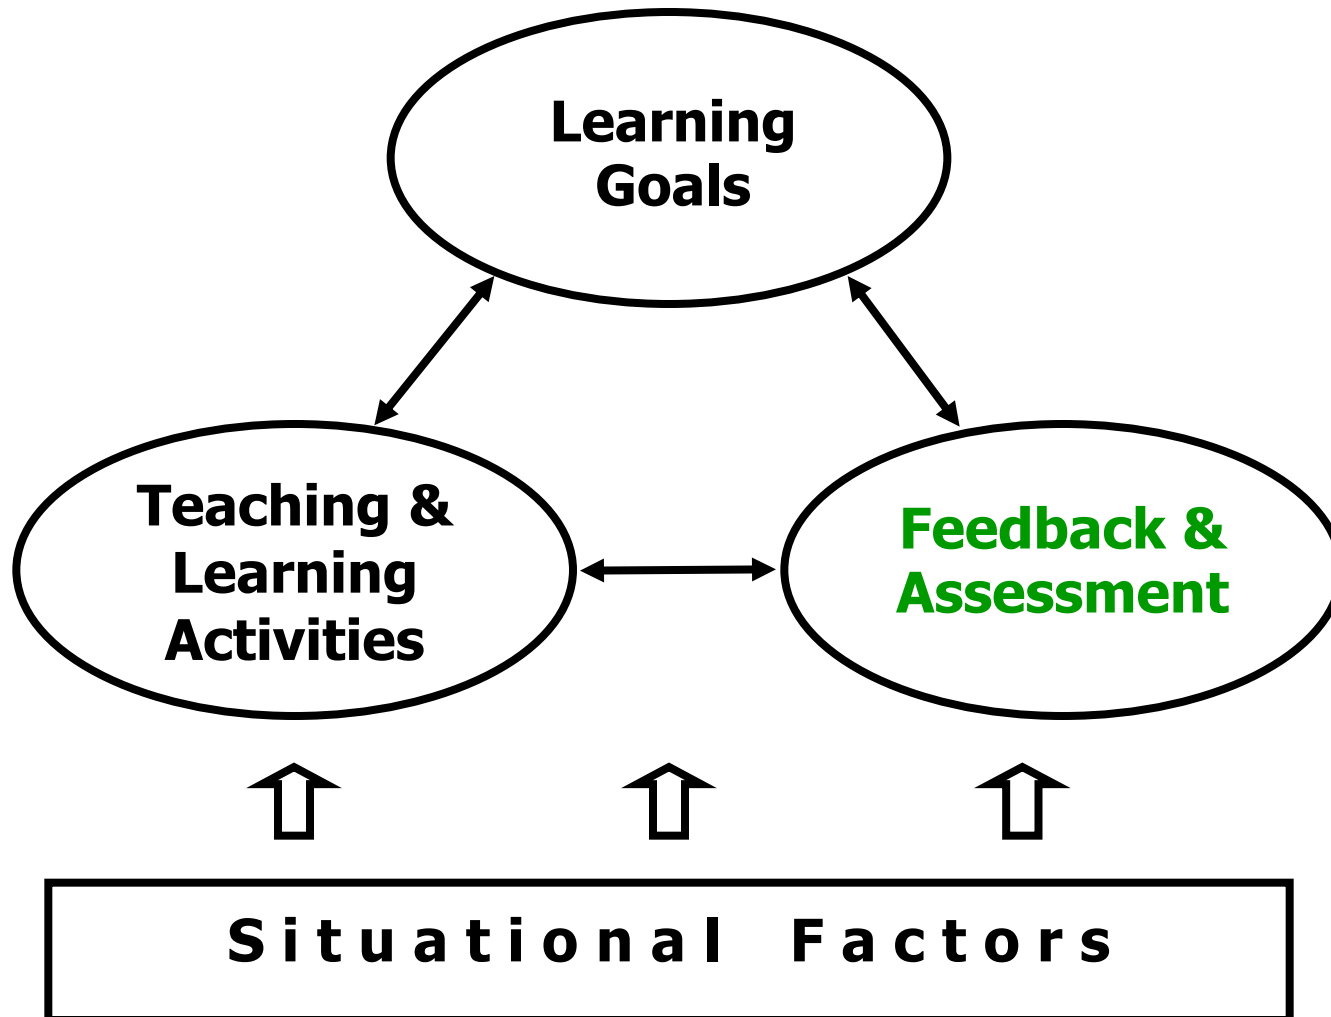 Learning
Goals
Teaching &
Learning
Activities
Feedback &
Assessment
Situational Factors